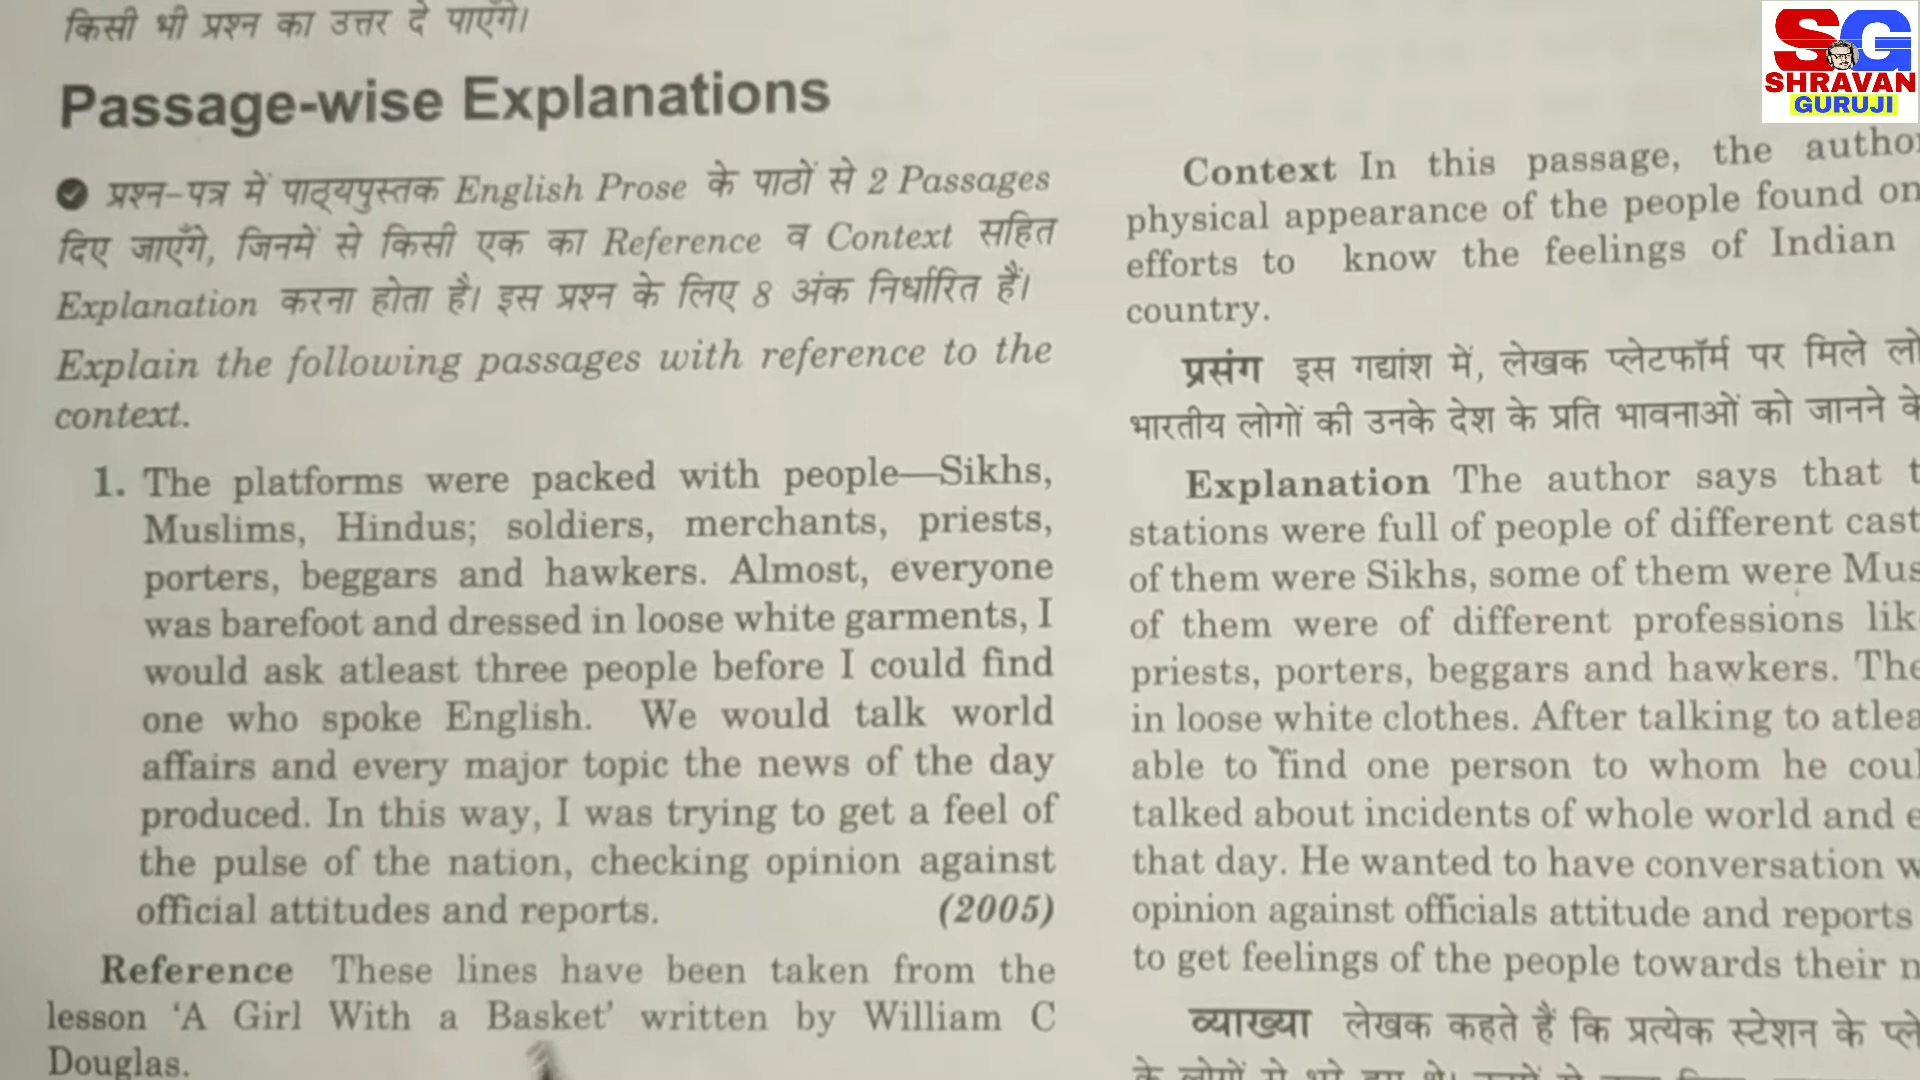 किसी भी प्रश्न का उत्तर दे पाएँगे।
Passage-wise Explanations
प्रश्न-पत्र में पाठ्यपुस्तक English Prose के पाठों से 2 Passages
दिए जाएँगे, जिनमें से किसी एक का Reference व Context सहित
Explanation करना होता है। इस प्रश्न के लिए 8 अंक निर्धारित हैं।
Explain the following passages with reference to the
context.
1. The platforms were packed with people—Sikhs,
Muslims, Hindus; soldiers, merchants, priests,
porters, beggars and hawkers. Almost, everyone
was barefoot and dressed in loose white garments, I
would ask atleast three people before I could find
one who spoke English. We would talk world
affairs and every major topic the news of the day
produced. In this way, I was trying to get a feel of
the pulse of the nation, checking opinion against
official attitudes and reports. (2005)
Reference These lines have been taken from the
lesson ‘A Girl With a Basket’ written by William C
Douglas.
Context In this passage, the author
physical appearance of the people found on
efforts to know the feelings of Indian
country.
प्रसंग इस गद्यांश में, लेखक प्लेटफॉर्म पर मिले
भारतीय लोगों की उनके देश के प्रति भावनाओं को जानने के
Explanation The author says that
stations were full of people of different
of them were Sikhs, some of them were
of them were of different professions
priests, porters, beggars and hawkers.
in loose white clothes. After talking to
able to find one person to whom he
talked about incidents of whole world and
that day. He wanted to have conversation
opinion against officials attitude and reports
to get feelings of the people towards their
व्याख्या लेखक कहते हैं कि प्रत्येक स्टेशन के
SG
SHRAVAN
GURUJI